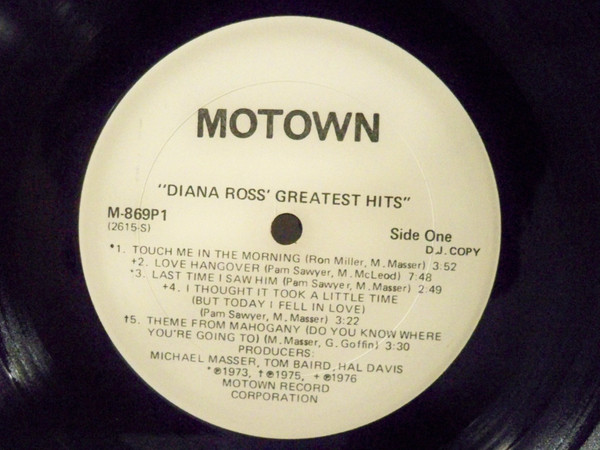 MOTOWN
"DIANA ROSS' GREATEST HITS"
M-869P1
(2615-S)
Side One
D.J. COPY
*1. TOUCH ME IN THE MORNING (Ron Miller, M. Masser) 3:52
+2. LOVE HANGOVER (Pam Sawyer, M. McLeod) 7:48
*3. LAST TIME I SAW HIM (Pam Sawyer, M. Masser) 2:49
+4. I THOUGHT IT TOOK A LITTLE TIME
(BUT TODAY I FELL IN LOVE)
(Pam Sawyer, M. Masser) 3:22
†5. THEME FROM MAHOGANY (DO YOU KNOW WHERE
YOU'RE GOING TO) (M. Masser, G. Goffin) 3:30
PRODUCERS:
MICHAEL MASSER, TOM BAIRD, HAL DAVIS
*℗1973, †℗1975, +℗1976
MOTOWN RECORD
CORPORATION